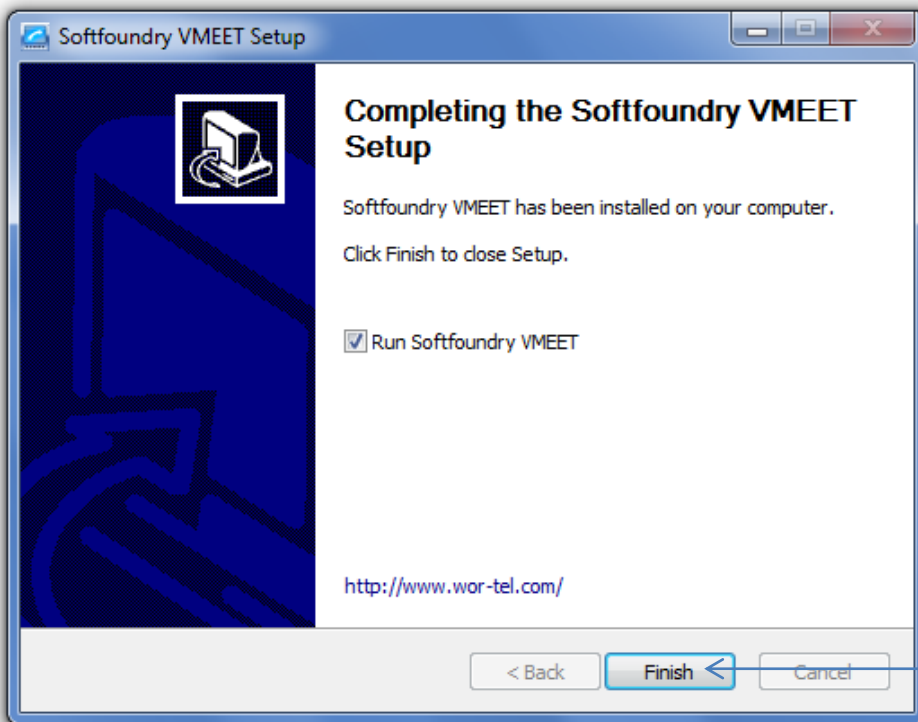 Softfoundry VMEET Setup
Completing the Softfoundry VMEET
Setup
Softfoundry VMEET has been installed on your computer.
Click Finish to close Setup.
Run Softfoundry VMEET
http://www.wor-tel.com/
< Back Finish Cancel